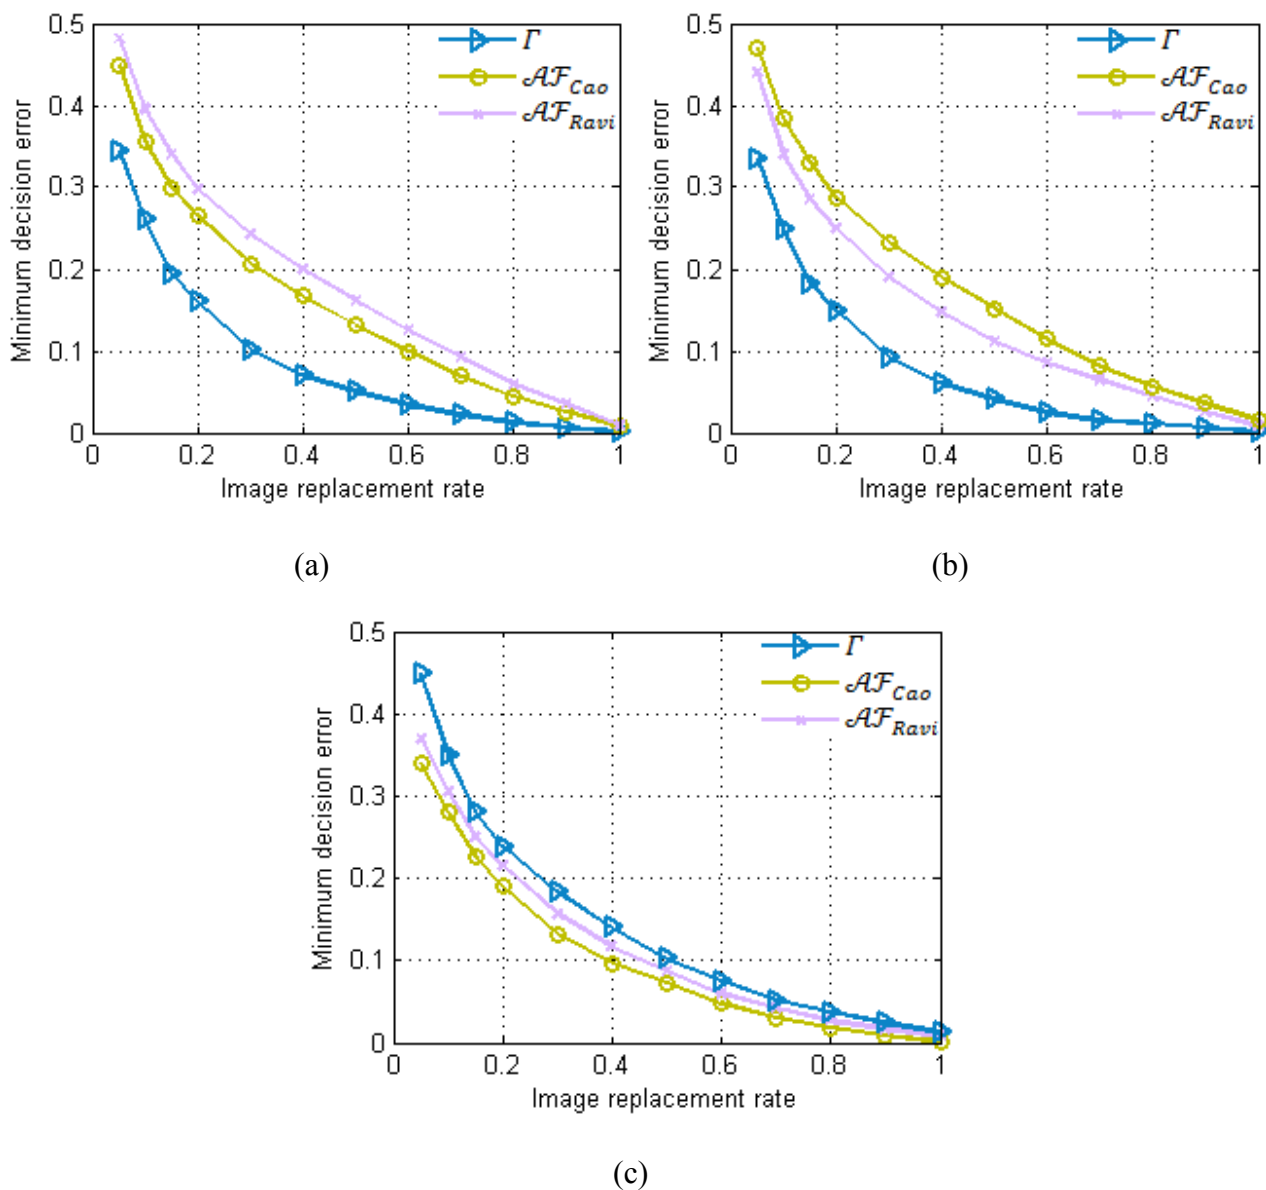 0.5
0.4
0.3
0.2
0.1
0
0 0.2 0.4 0.6 0.8 1
Minimum decision error
Image replacement rate
Γ
𝒜ℱ_Cao
𝒜ℱ_Ravi
(a)
0.5
0.4
0.3
0.2
0.1
0
0 0.2 0.4 0.6 0.8 1
Minimum decision error
Image replacement rate
Γ
𝒜ℱ_Cao
𝒜ℱ_Ravi
(b)
0.5
0.4
0.3
0.2
0.1
0
0 0.2 0.4 0.6 0.8 1
Minimum decision error
Image replacement rate
Γ
𝒜ℱ_Cao
𝒜ℱ_Ravi
(c)